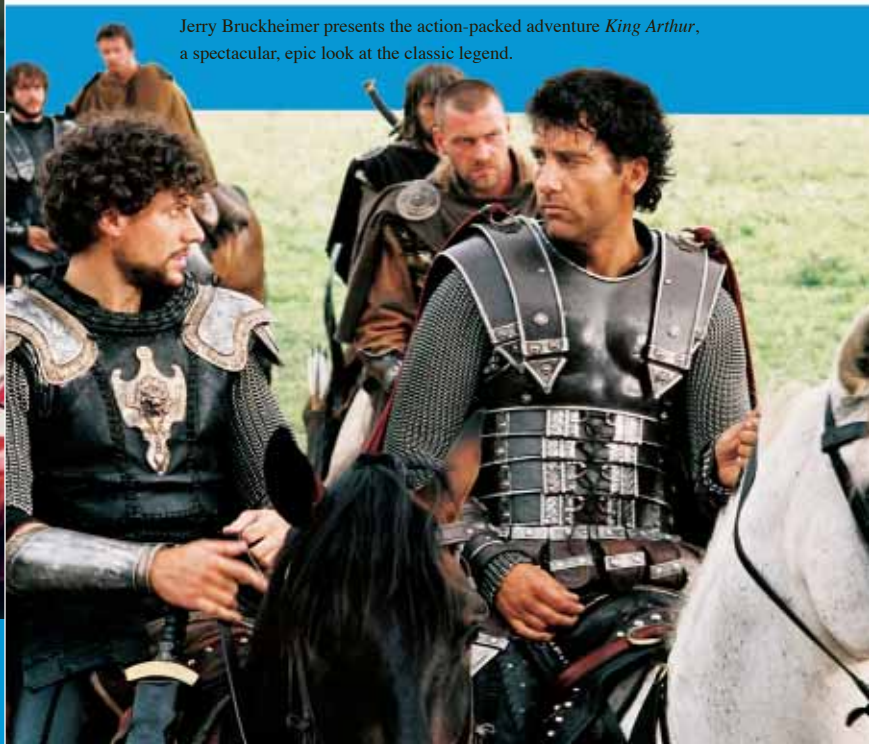 Jerry Bruckheimer presents the action-packed adventure King Arthur,
a spectacular, epic look at the classic legend.